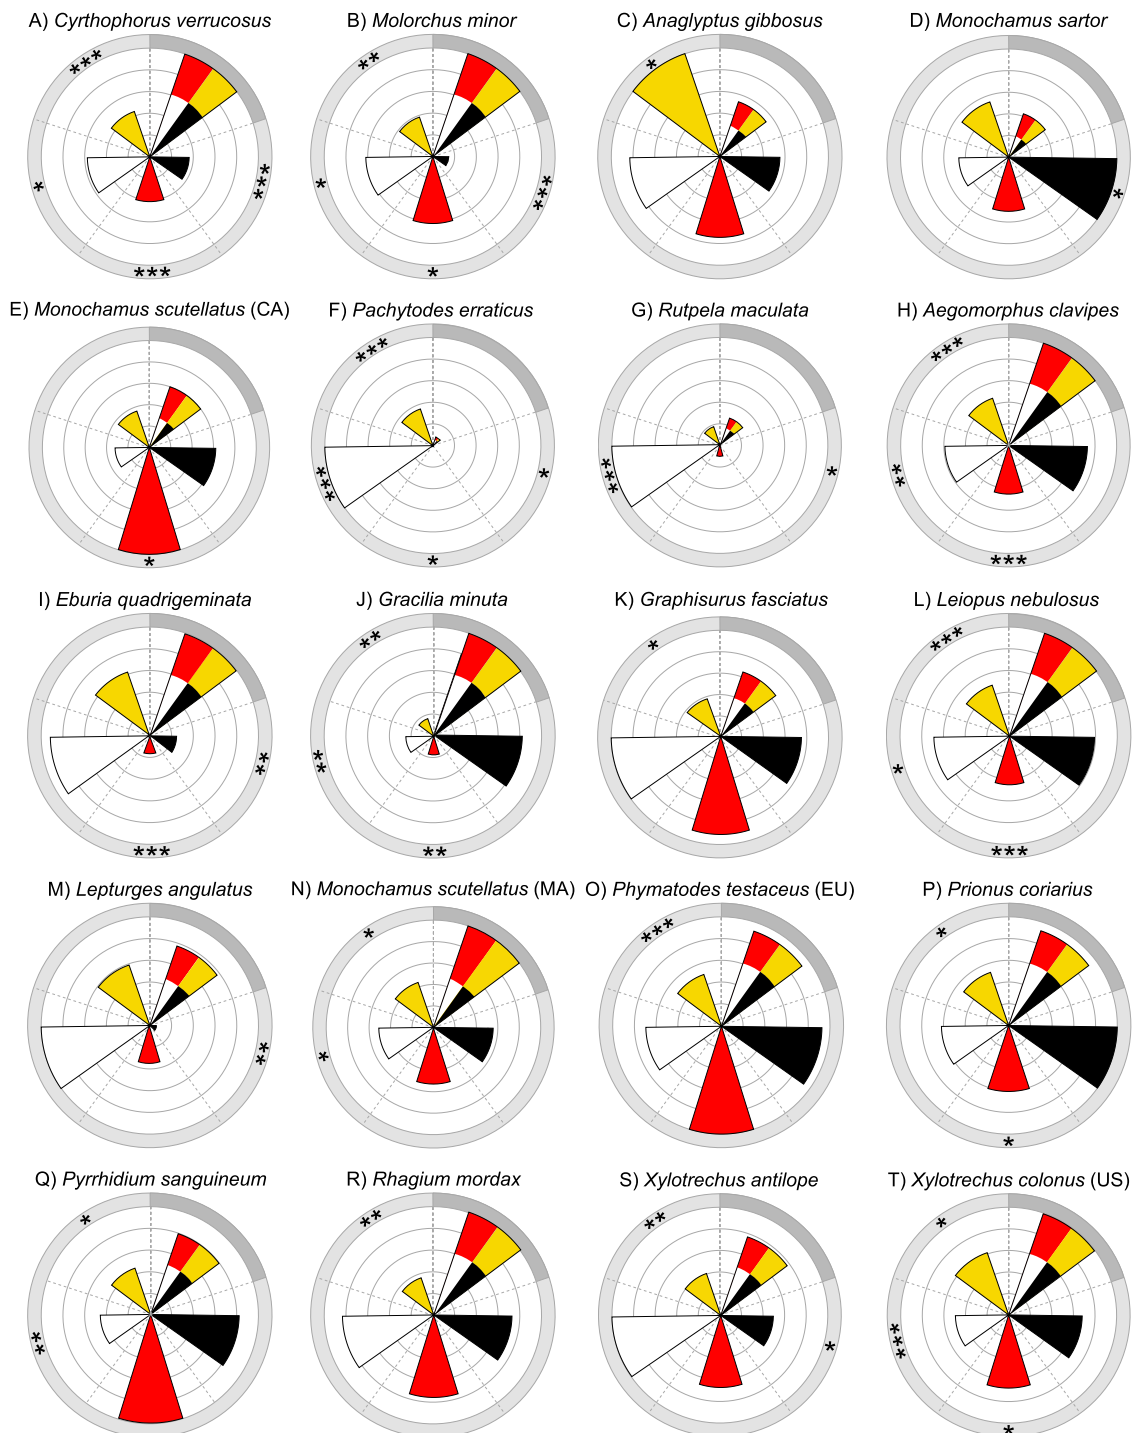 A) Cyrthophorus verrucosus
B) Molorchus minor
C) Anaglyptus gibbosus
D) Monochamus sartor
***
**
*
*
*
***
*
***
*
***
*
E) Monochamus scutellatus (CA)
F) Pachytodes erraticus
G) Rutpela maculata
H) Aegomorphus clavipes
***
***
***
*
***
*
**
*
*
***
I) Eburia quadrigeminata
J) Gracilia minuta
K) Graphisurus fasciatus
L) Leiopus nebulosus
**
*
***
**
**
*
***
**
***
M) Lepturges angulatus
N) Monochamus scutellatus (MA)
O) Phymatodes testaceus (EU)
P) Prionus coriarius
*
***
*
**
*
*
Q) Pyrrhidium sanguineum
R) Rhagium mordax
S) Xylotrechus antilope
T) Xylotrechus colonus (US)
*
**
**
*
**
*
***
*